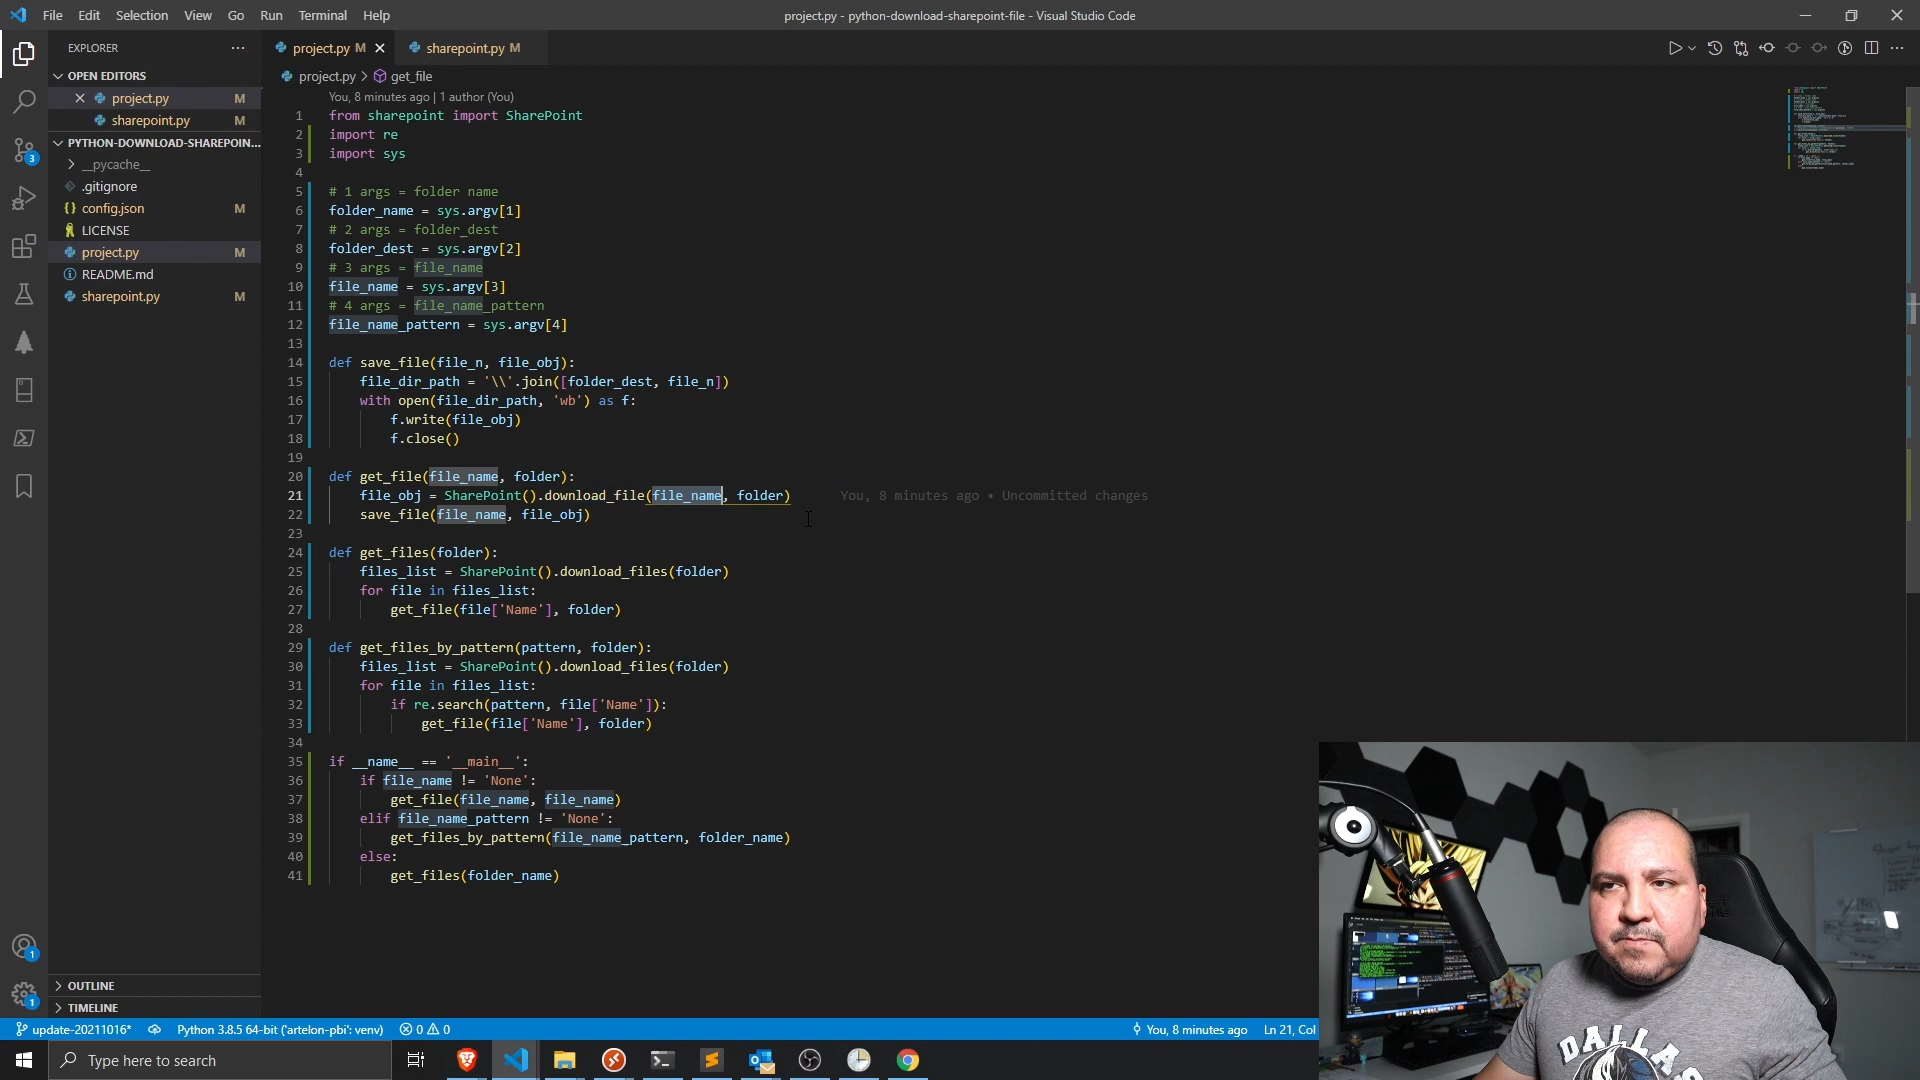 File Edit Selection View Go Run Terminal Help
project.py - python-download-sharepoint-file - Visual Studio Code
EXPLORER
OPEN EDITORS
project.py M
sharepoint.py M
PYTHON-DOWNLOAD-SHAREPOIN...
__pycache__
.gitignore
config.json M
LICENSE
project.py M
README.md
sharepoint.py M
OUTLINE
TIMELINE
3
1
1
project.py M
sharepoint.py M
project.py > get_file
You, 8 minutes ago | 1 author (You)
1 from sharepoint import SharePoint
2 import re
3 import sys
4
5 # 1 args = folder name
6 folder_name = sys.argv[1]
7 # 2 args = folder_dest
8 folder_dest = sys.argv[2]
9 # 3 args = file_name
10 file_name = sys.argv[3]
11 # 4 args = file_name_pattern
12 file_name_pattern = sys.argv[4]
13
14 def save_file(file_n, file_obj):
15 file_dir_path = '\\'.join([folder_dest, file_n])
16 with open(file_dir_path, 'wb') as f:
17 f.write(file_obj)
18 f.close()
19
20 def get_file(file_name, folder):
21 file_obj = SharePoint().download_file(file_name, folder) You, 8 minutes ago • Uncommitted changes
22 save_file(file_name, file_obj)
23
24 def get_files(folder):
25 files_list = SharePoint().download_files(folder)
26 for file in files_list:
27 get_file(file['Name'], folder)
28
29 def get_files_by_pattern(pattern, folder):
30 files_list = SharePoint().download_files(folder)
31 for file in files_list:
32 if re.search(pattern, file['Name']):
33 get_file(file['Name'], folder)
34
35 if __name__ == '__main__':
36 if file_name != 'None':
37 get_file(file_name, file_name)
38 elif file_name_pattern != 'None':
39 get_files_by_pattern(file_name_pattern, folder_name)
40 else:
41 get_files(folder_name)
DALLAS
update-20211016* Python 3.8.5 64-bit ('artelon-pbi': venv) 0 0 You, 8 minutes ago Ln 21, Col
Type here to search